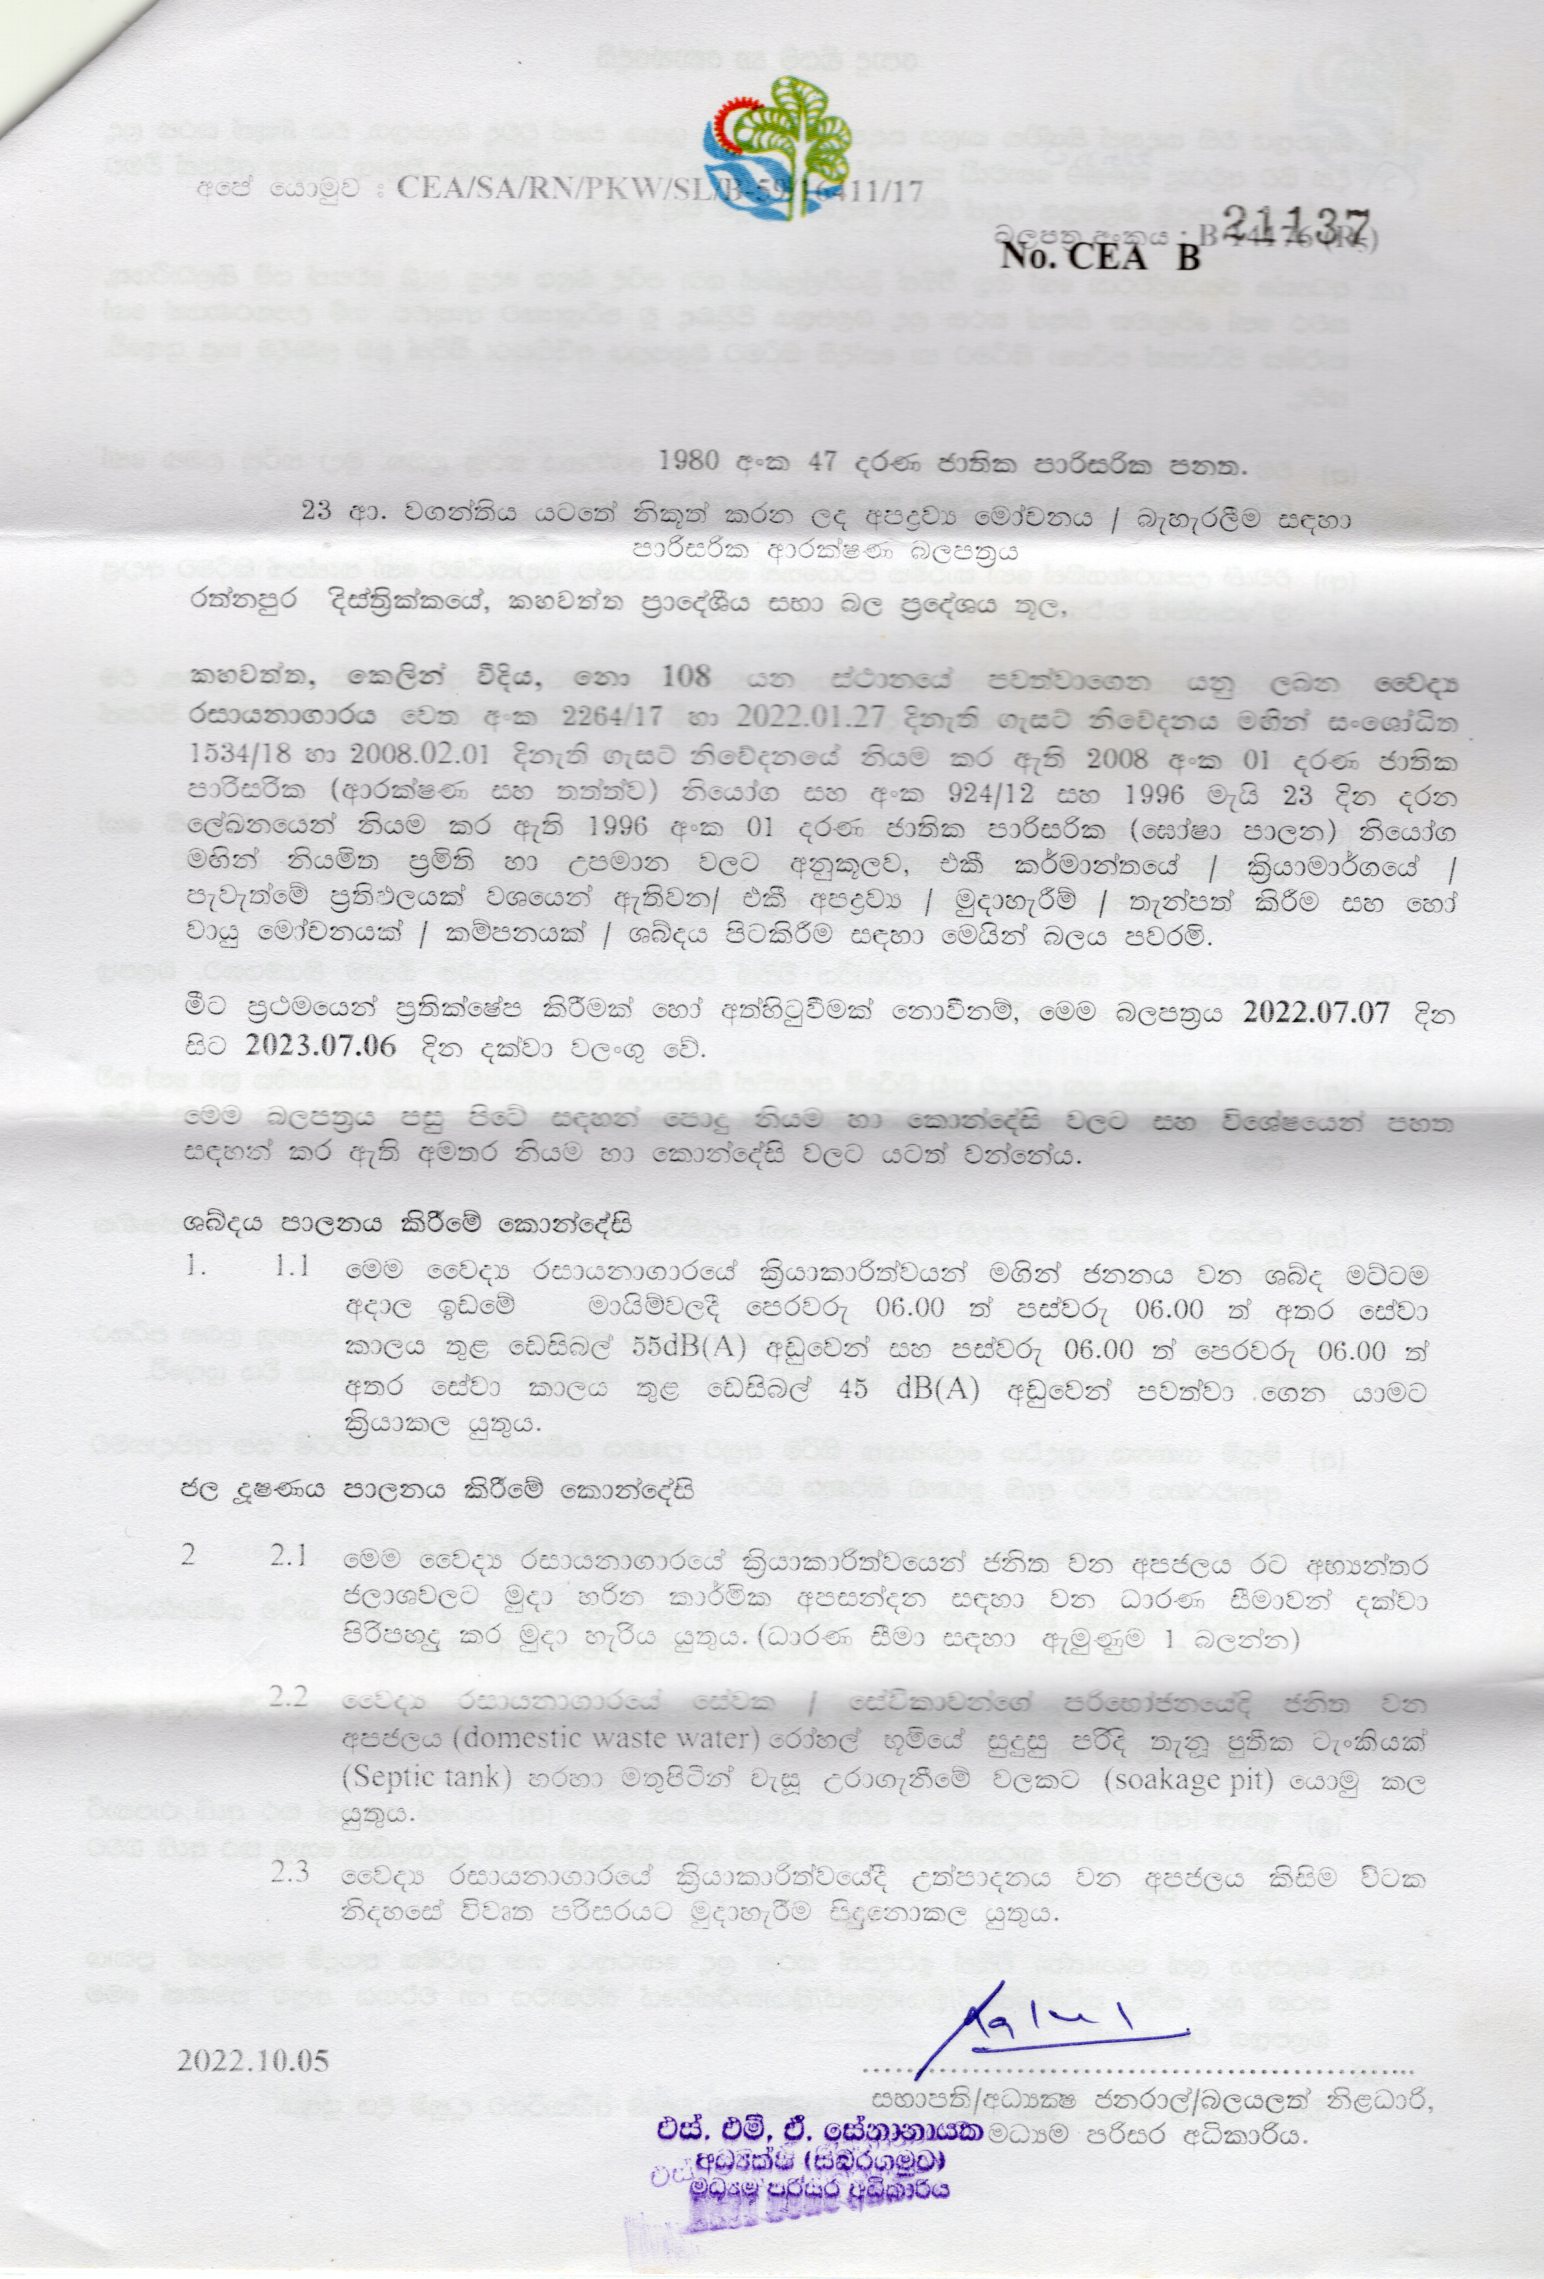 අපේ යොමුව : CEA/SA/RN/PKW/SL/B-59/16411/17
බලපත්‍ර අංකය :
21137
No. CEA B
1980 අංක 47 දරණ ජාතික පාරිසරික පනත.
23 ආ. වගන්තිය යටතේ නිකුත් කරන ලද අපද්‍රව්‍ය මෝචනය / බැහැරලීම සඳහා
පාරිසරික ආරක්ෂණ බලපත්‍රය
රත්නපුර දිස්ත්‍රික්කයේ, කහවත්ත ප්‍රාදේශීය සභා බල ප්‍රදේශය තුල,
කහවත්ත, කෙලින් වීදිය, නො 108 යන ස්ථානයේ පවත්වාගෙන යනු ලබන වෛද්‍ය
රසායනාගාරය වෙත අංක 2264/17 හා 2022.01.27 දිනැති ගැසට් නිවේදනය මඟින් සංශෝධිත
1534/18 හා 2008.02.01 දිනැති ගැසට් නිවේදනයේ නියම කර ඇති 2008 අංක 01 දරණ ජාතික
පාරිසරික (ආරක්ෂණ සහ තත්ත්ව) නියෝග සහ අංක 924/12 සහ 1996 මැයි 23 දින දරන
ලේඛනයෙන් නියම කර ඇති 1996 අංක 01 දරණ ජාතික පාරිසරික (ඝෝෂා පාලන) නියෝග
මඟින් නියමිත ප්‍රමිති හා උපමාන වලට අනුකූලව, එකී කර්මාන්තයේ / ක්‍රියාමාර්ගයේ /
පැවැත්මේ ප්‍රතිඵලයක් වශයෙන් ඇතිවන/ එකී අපද්‍රව්‍ය / මුදාහැරීම් / තැන්පත් කිරීම සහ හෝ
වායු මෝචනයක් / කම්පනයක් / ශබ්දය පිටකිරීම සඳහා මෙයින් බලය පවරමි.
මීට ප්‍රථමයෙන් ප්‍රතික්ෂේප කිරීමක් හෝ අත්හිටුවීමක් නොවීනම්, මෙම බලපත්‍රය 2022.07.07 දින
සිට 2023.07.06 දින දක්වා වලංගු වේ.
මෙම බලපත්‍රය පසු පිටේ සඳහන් පොදු නියම හා කොන්දේසි වලට සහ විශේෂයෙන් පහත
සඳහන් කර ඇති අමතර නියම හා කොන්දේසි වලට යටත් වන්නේය.
ශබ්දය පාලනය කිරීමේ කොන්දේසි
1. 1.1 මෙම වෛද්‍ය රසායනාගාරයේ ක්‍රියාකාරිත්වයන් මගින් ජනනය වන ශබ්ද මට්ටම
අදාල ඉඩමේ මායිම්වලදී පෙරවරු 06.00 ත් පස්වරු 06.00 ත් අතර සේවා
කාලය තුළ ඩෙසිබල් 55dB(A) අඩුවෙන් සහ පස්වරු 06.00 ත් පෙරවරු 06.00 ත්
අතර සේවා කාලය තුළ ඩෙසිබල් 45 dB(A) අඩුවෙන් පවත්වා ගෙන යාමට
ක්‍රියාකල යුතුය.
ජල දූෂණය පාලනය කිරීමේ කොන්දේසි
2 2.1 මෙම වෛද්‍ය රසායනාගාරයේ ක්‍රියාකාරිත්වයෙන් ජනිත වන අපජලය රට අභ්‍යන්තර
ජලාශවලට මුදා හරින කාර්මික අපසන්දන සඳහා වන ධාරණ සීමාවන් දක්වා
පිරිපහදු කර මුදා හැරිය යුතුය. (ධාරණ සීමා සඳහා ඇමුණුම 1 බලන්න)
2.2 වෛද්‍ය රසායනාගාරයේ සේවක / සේවිකාවන්ගේ පරිභෝජනයේදි ජනිත වන
අපජලය (domestic waste water) රෝහල් භූමියේ සුදුසු පරිදි තැනූ පූතික ටැංකියක්
(Septic tank) හරහා මතුපිටින් වැසූ උරාගැනීමේ වලකට (soakage pit) යොමු කල
යුතුය.
2.3 වෛද්‍ය රසායනාගාරයේ ක්‍රියාකාරිත්වයේදී උත්පාදනය වන අපජලය කිසිම විටක
නිදහසේ විවෘත පරිසරයට මුදාහැරීම සිදුනොකල යුතුය.
2022.10.05
සභාපති/අධ්‍යක්ෂ ජනරාල්/බලයලත් නිළධාරි,
මධ්‍යම පරිසර අධිකාරිය.
එස්. එම්. ඒ. සේනානායක
අධ්‍යක්ෂ (සබරගමුව)
මධ්‍යම පරිසර අධිකාරිය